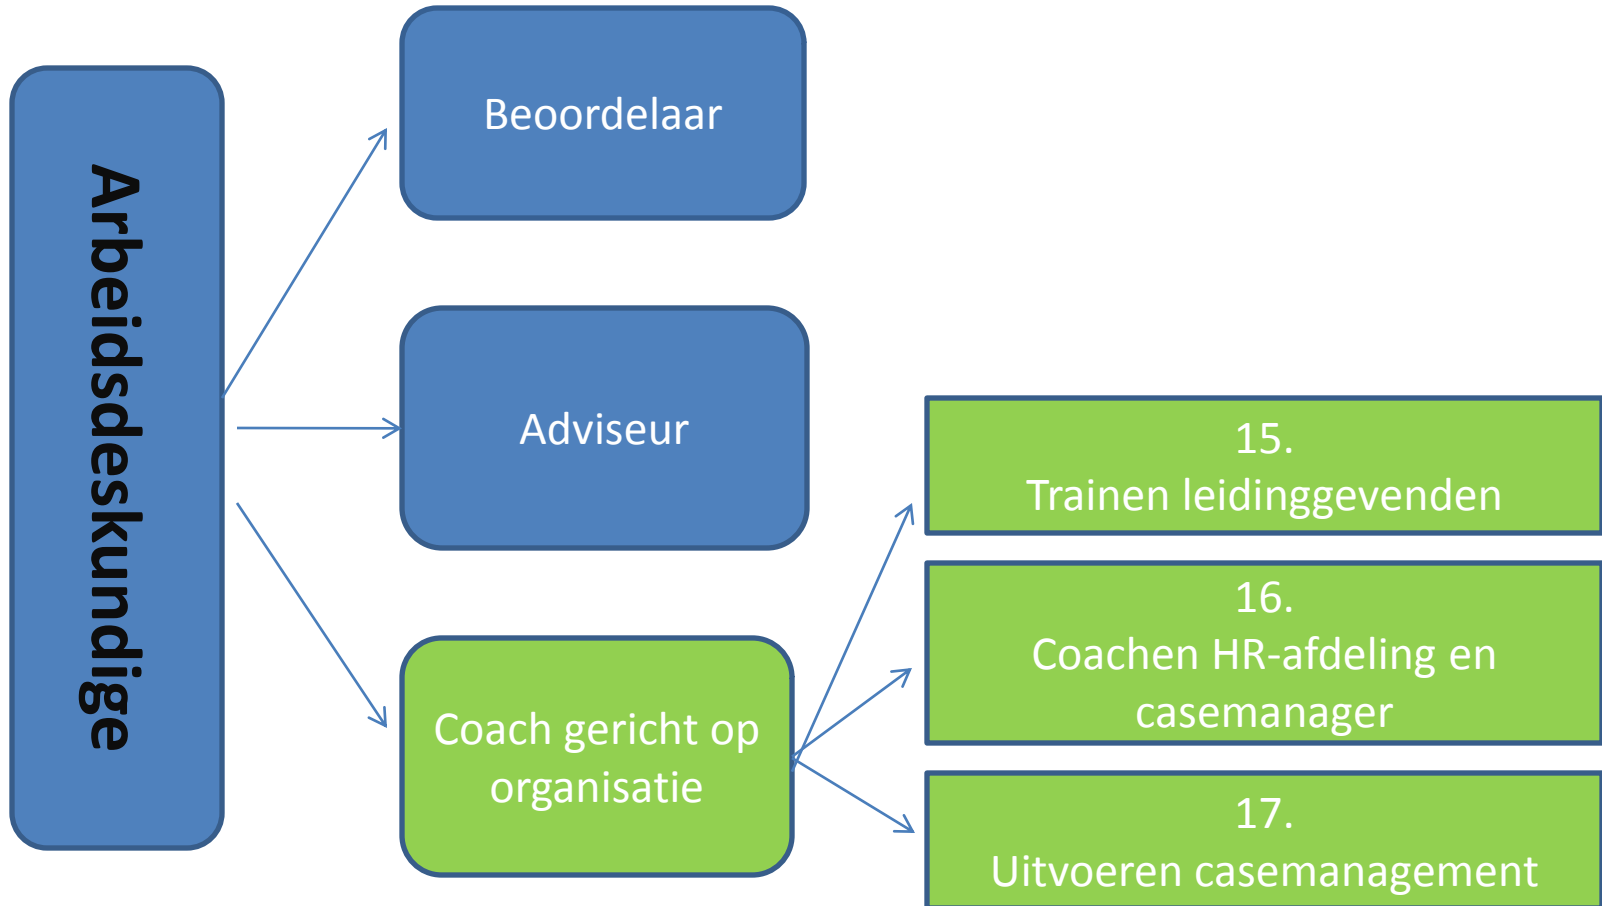 Arbeidsdeskundige
Beoordelaar
Adviseur
Coach gericht op
organisatie
15.
Trainen leidinggevenden
16.
Coachen HR-afdeling en
casemanager
17.
Uitvoeren casemanagement